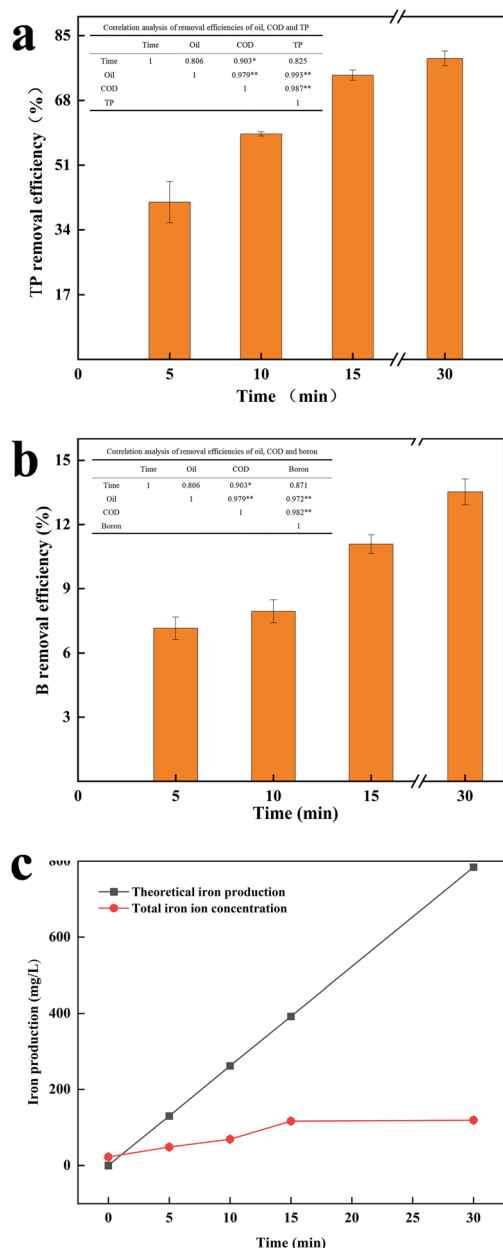 a
Correlation analysis of removal efficiencies of oil, COD and TP
Time Oil COD TP
Time 1 0.806 0.903* 0.825
Oil 1 0.979** 0.993**
COD 1 0.987**
TP 1
85
68
51
34
17
TP removal efficiency（%）
0 5 10 15 30
Time （min）
b
Correlation analysis of removal efficiencies of oil, COD and boron
Time Oil COD Boron
Time 1 0.806 0.903* 0.871
Oil 1 0.979** 0.972**
COD 1 0.982**
Boron 1
15
12
9
6
3
B removal efficiency (%)
0 5 10 15 30
Time (min)
c
Theoretical iron production
Total iron ion concentration
800
600
400
200
0
Iron production (mg/L)
0 5 10 15 20 25 30
Time (min)